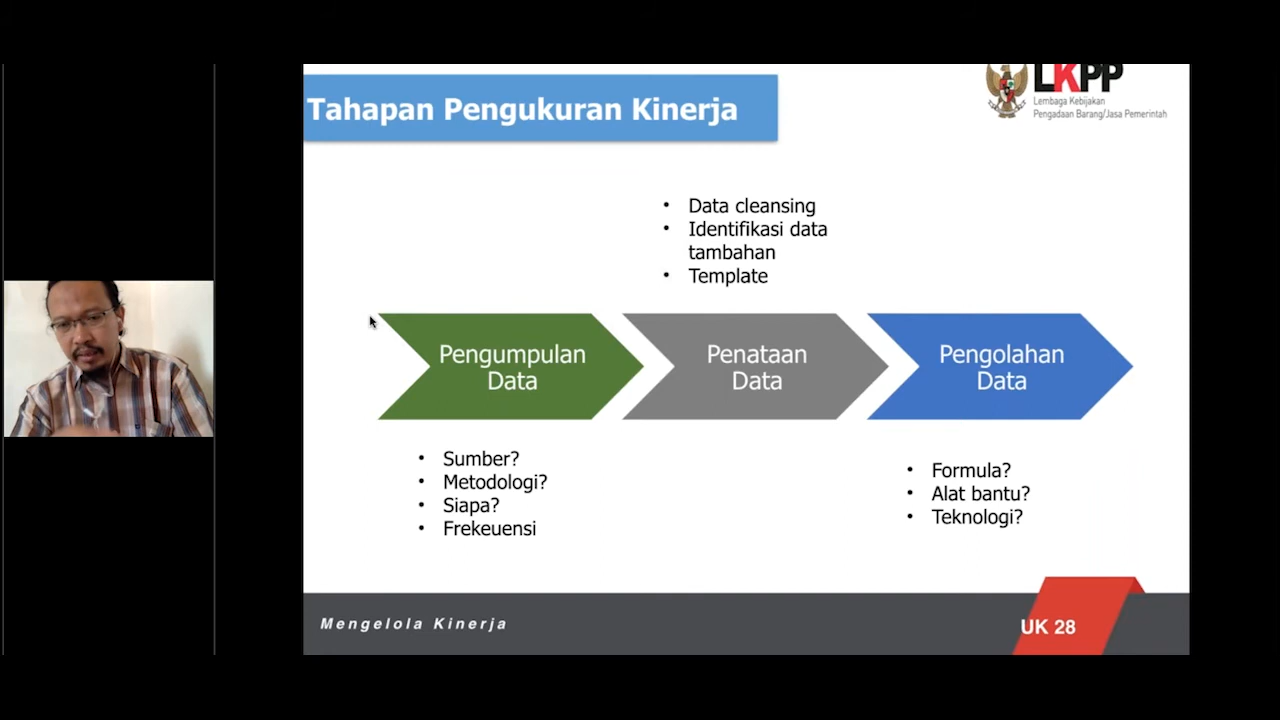 Tahapan Pengukuran Kinerja
LKPP
Lembaga Kebijakan
Pengadaan Barang/Jasa Pemerintah
• Data cleansing
• Identifikasi data
tambahan
• Template
Pengumpulan
Data
Penataan
Data
Pengolahan
Data
• Sumber?
• Metodologi?
• Siapa?
• Frekeuensi
• Formula?
• Alat bantu?
• Teknologi?
Mengelola Kinerja
UK 28